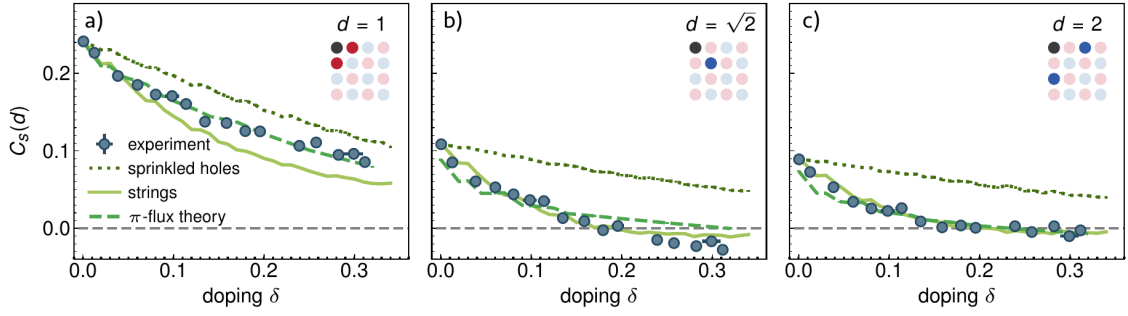 a)
d = 1
b)
d = √2
c)
d = 2
C_s(d)
0.2
0.1
0.0
experiment
sprinkled holes
strings
π-flux theory
0.0 0.1 0.2 0.3
0.0 0.1 0.2 0.3
0.0 0.1 0.2 0.3
doping δ
doping δ
doping δ